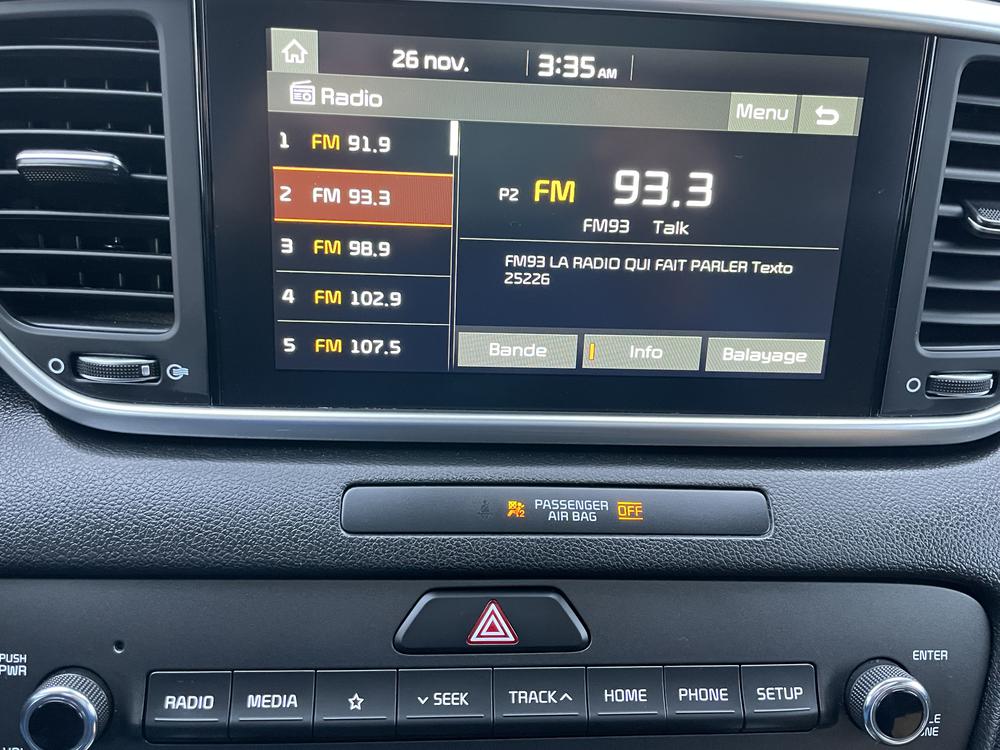 26 nov. 3:35 AM
Radio
Menu
1 FM 91.9
2 FM 93.3
3 FM 98.9
4 FM 102.9
5 FM 107.5
P2 FM 93.3
FM93 Talk
FM93 LA RADIO QUI FAIT PARLER Texto
25226
Bande
Info
Balayage
PASSENGER
AIR BAG
OFF
PUSH
PWR
ENTER
RADIO
MEDIA
SEEK
TRACK
HOME
PHONE
SETUP